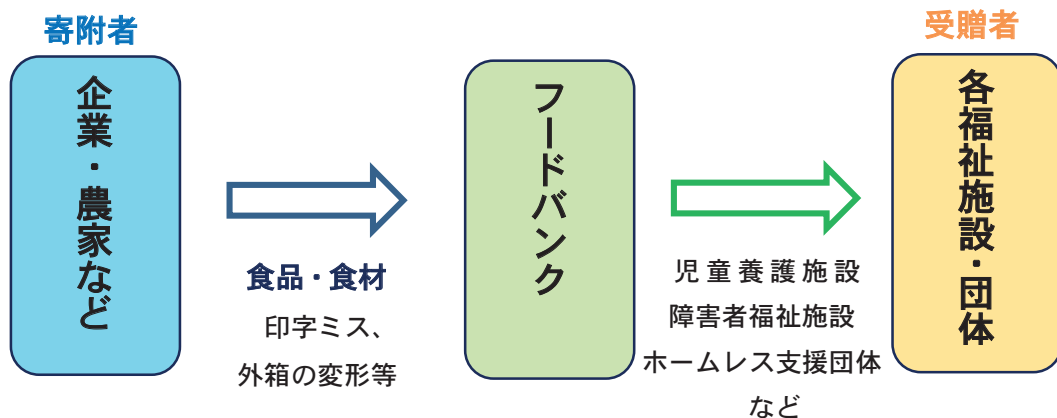 寄附者
企業・農家など
食品・食材
印字ミス、
外箱の変形等
フードバンク
児童養護施設
障害者福祉施設
ホームレス支援団体
など
受贈者
各福祉施設・団体